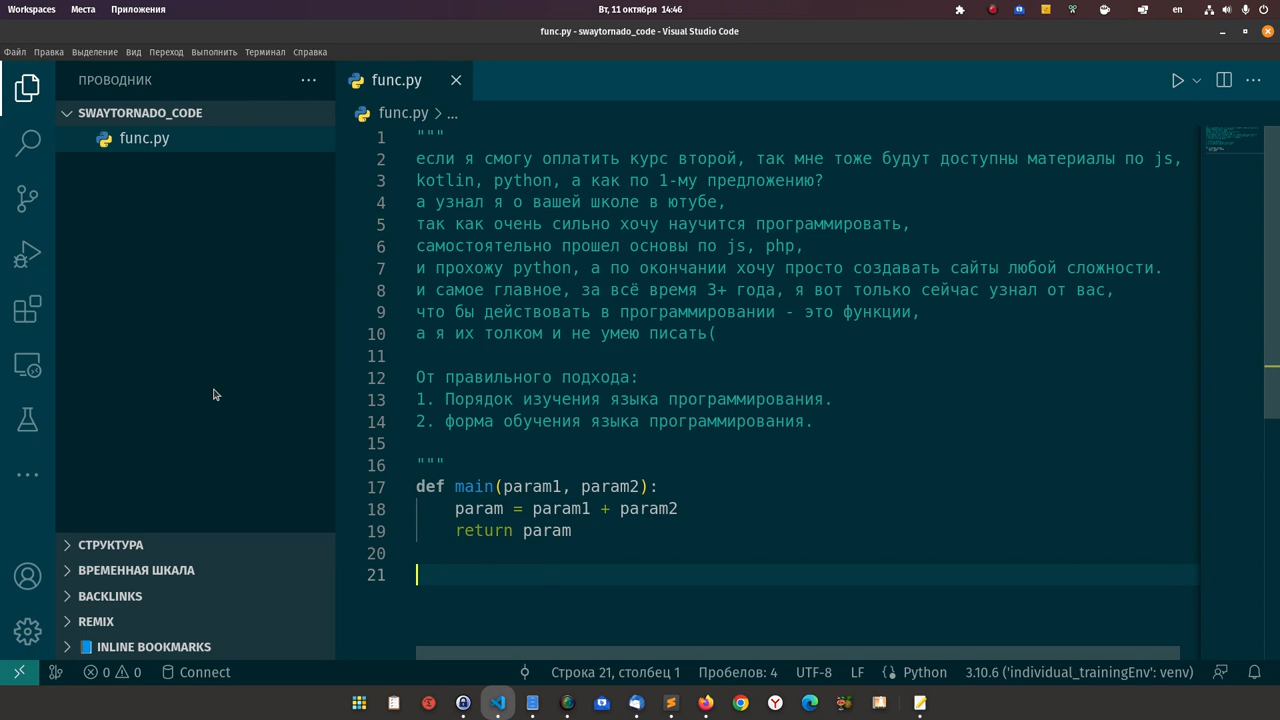 Workspaces Места Приложения Вт, 11 октября 14:46 en
func.py - swaytornado_code - Visual Studio Code
Файл Правка Выделение Вид Переход Выполнить Терминал Справка
ПРОВОДНИК
func.py
SWAYTORNADO_CODE
func.py > ...
func.py
1 """
2 если я смогу оплатить курс второй, так мне тоже будут доступны материалы по js,
3 kotlin, python, а как по 1-му предложению?
4 а узнал я о вашей школе в ютубе,
5 так как очень сильно хочу научится программировать,
6 самостоятельно прошел основы по js, php,
7 и прохожу python, а по окончании хочу просто создавать сайты любой сложности.
8 и самое главное, за всё время 3+ года, я вот только сейчас узнал от вас,
9 что бы действовать в программировании - это функции,
10 а я их толком и не умею писать(
11
12 От правильного подхода:
13 1. Порядок изучения языка программирования.
14 2. форма обучения языка программирования.
15
16 """
17 def main(param1, param2):
18 param = param1 + param2
19 return param
20
21
СТРУКТУРА
ВРЕМЕННАЯ ШКАЛА
BACKLINKS
REMIX
INLINE BOOKMARKS
0 0 Connect Строка 21, столбец 1 Пробелов: 4 UTF-8 LF Python 3.10.6 ('individual_trainingEnv': venv)